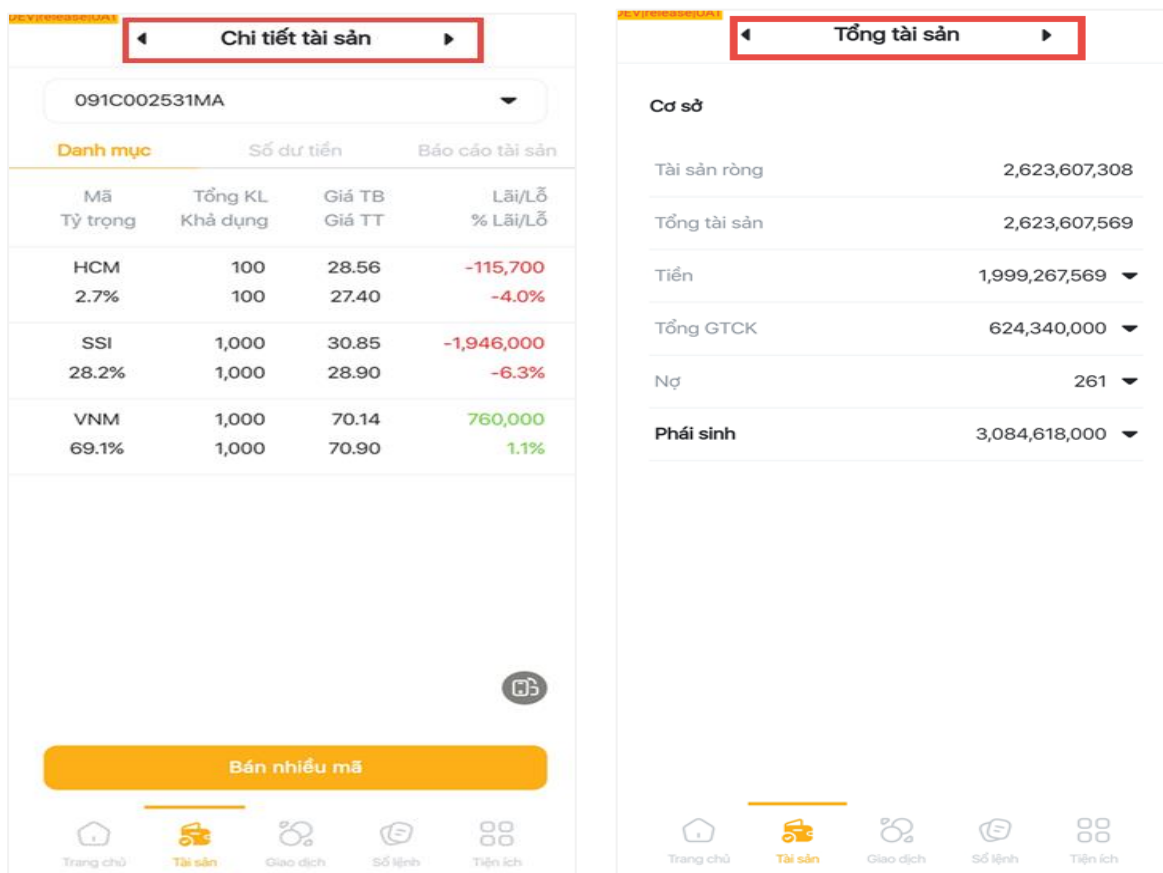 DEV|release|UAT
Chi tiết tài sản
091C002531MA
Danh mục Số dư tiền Báo cáo tài sản
Mã Tổng KL Giá TB Lãi/Lỗ
Tỷ trọng Khả dụng Giá TT % Lãi/Lỗ
HCM 100 28.56 -115,700
2.7% 100 27.40 -4.0%
SSI 1,000 30.85 -1,946,000
28.2% 1,000 28.90 -6.3%
VNM 1,000 70.14 760,000
69.1% 1,000 70.90 1.1%
Bán nhiều mã
Trang chủ Tài sản Giao dịch Sổ lệnh Tiện ích
DEV|release|UAT
Tổng tài sản
Cơ sở
Tài sản ròng 2,623,607,308
Tổng tài sản 2,623,607,569
Tiền 1,999,267,569
Tổng GTCK 624,340,000
Nợ 261
Phái sinh 3,084,618,000
Trang chủ Tài sản Giao dịch Sổ lệnh Tiện ích